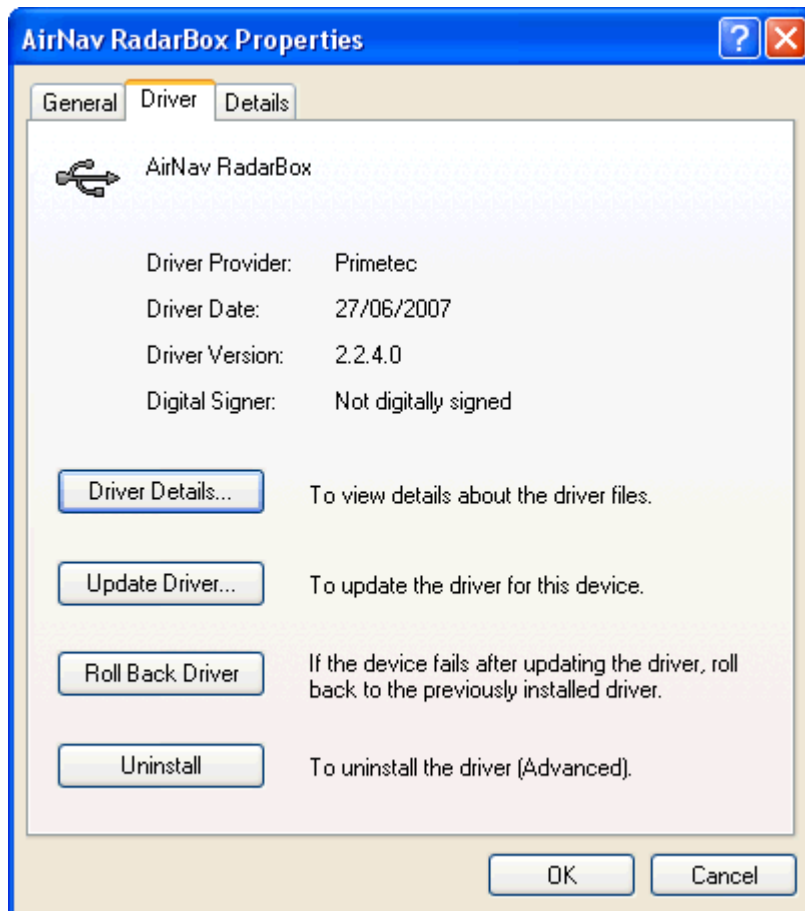 AirNav RadarBox Properties
General Driver Details
AirNav RadarBox
Driver Provider: Primetec
Driver Date: 27/06/2007
Driver Version: 2.2.4.0
Digital Signer: Not digitally signed
Driver Details... To view details about the driver files.
Update Driver... To update the driver for this device.
Roll Back Driver If the device fails after updating the driver, roll
back to the previously installed driver.
Uninstall To uninstall the driver (Advanced).
OK Cancel